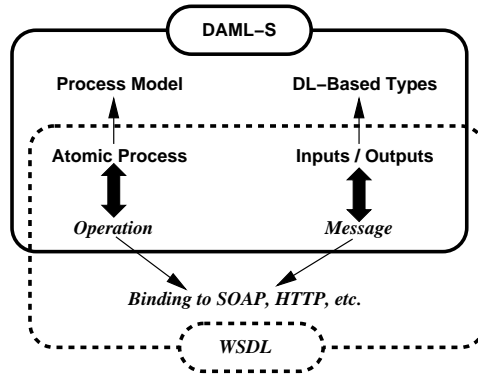 DAML–S
Process Model DL–Based Types
Atomic Process Inputs / Outputs
Operation Message
Binding to SOAP, HTTP, etc.
WSDL